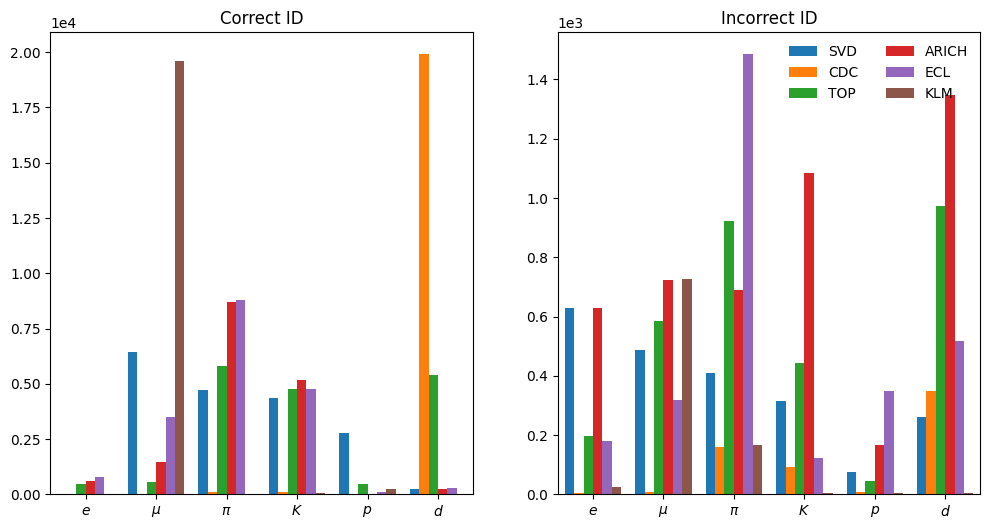 Correct ID
1e4
2.00
1.75
1.50
1.25
1.00
0.75
0.50
0.25
0.00
e μ π K p d
Incorrect ID
1e3
SVD ARICH
CDC ECL
TOP KLM
1.4
1.2
1.0
0.8
0.6
0.4
0.2
0.0
e μ π K p d